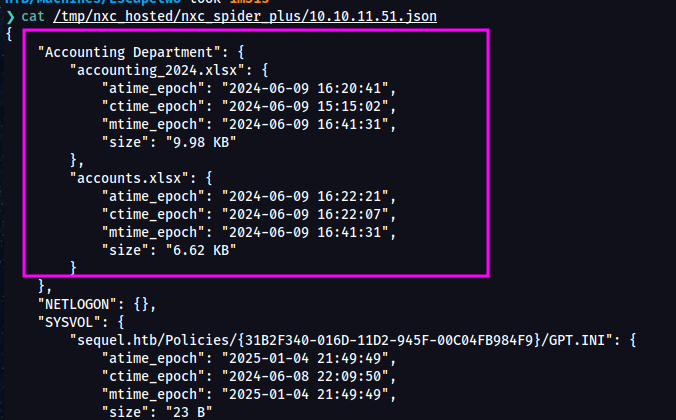 ❯ cat /tmp/nxc_hosted/nxc_spider_plus/10.10.11.51.json
{
    "Accounting Department": {
        "accounting_2024.xlsx": {
            "atime_epoch": "2024-06-09 16:20:41",
            "ctime_epoch": "2024-06-09 15:15:02",
            "mtime_epoch": "2024-06-09 16:41:31",
            "size": "9.98 KB"
        },
        "accounts.xlsx": {
            "atime_epoch": "2024-06-09 16:22:21",
            "ctime_epoch": "2024-06-09 16:22:07",
            "mtime_epoch": "2024-06-09 16:41:31",
            "size": "6.62 KB"
        }
    },
    "NETLOGON": {},
    "SYSVOL": {
        "sequel.htb/Policies/{31B2F340-016D-11D2-945F-00C04FB984F9}/GPT.INI": {
            "atime_epoch": "2025-01-04 21:49:49",
            "ctime_epoch": "2024-06-08 22:09:50",
            "mtime_epoch": "2025-01-04 21:49:49",
            "size": "23 B"